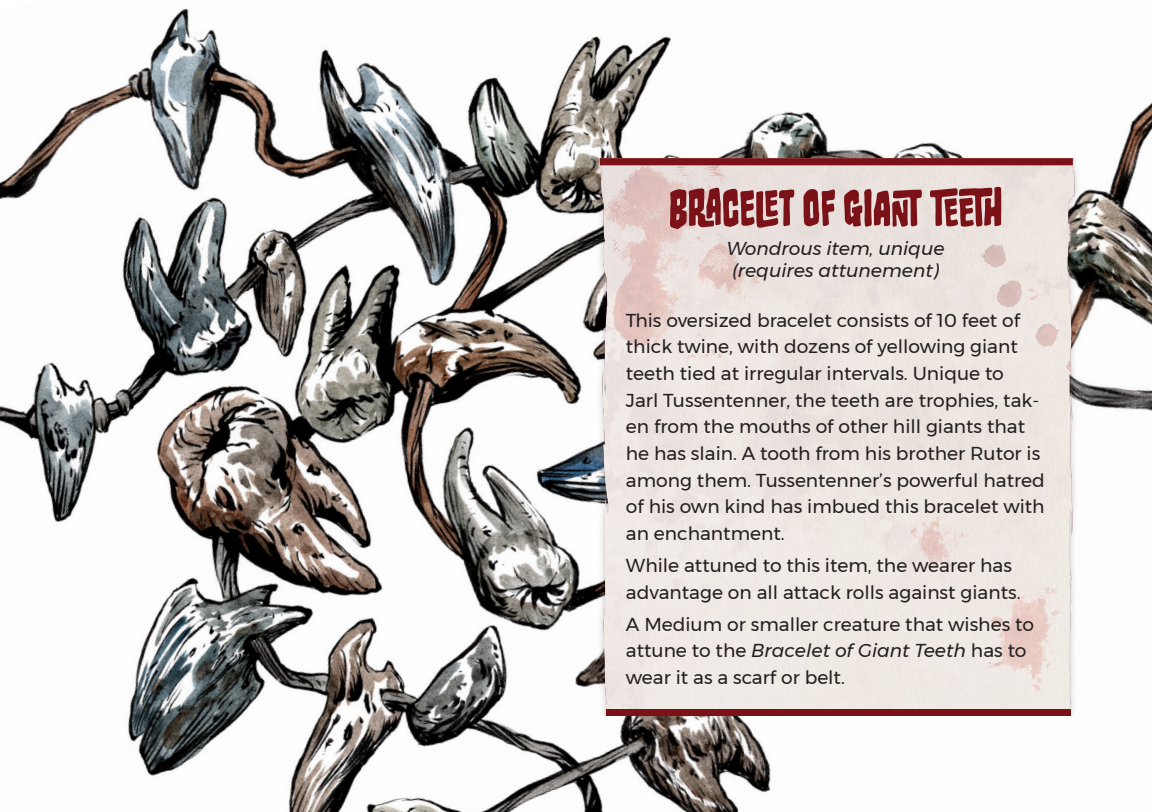 BRACELET OF GIANT TEETH
Wondrous item, unique
(requires attunement)
This oversized bracelet consists of 10 feet of
thick twine, with dozens of yellowing giant
teeth tied at irregular intervals. Unique to
Jarl Tussentenner, the teeth are trophies, tak-
en from the mouths of other hill giants that
he has slain. A tooth from his brother Rutor is
among them. Tussentenner’s powerful hatred
of his own kind has imbued this bracelet with
an enchantment.
While attuned to this item, the wearer has
advantage on all attack rolls against giants.
A Medium or smaller creature that wishes to
attune to the Bracelet of Giant Teeth has to
wear it as a scarf or belt.